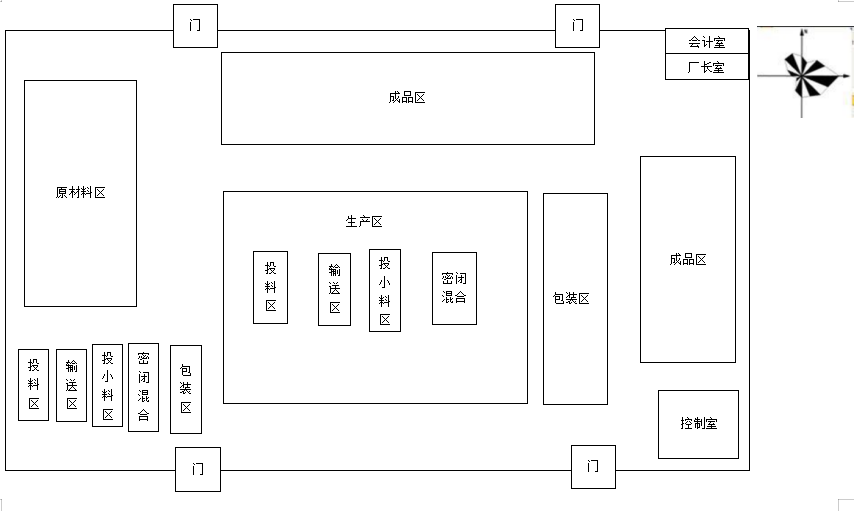 门
门
会计室
厂长室
成品区
原材料区
生产区
投料区
输送区
投小料区
密闭
混合
包装区
成品区
投料区
输送区
投小料区
密闭混合
包装区
控制室
门
门